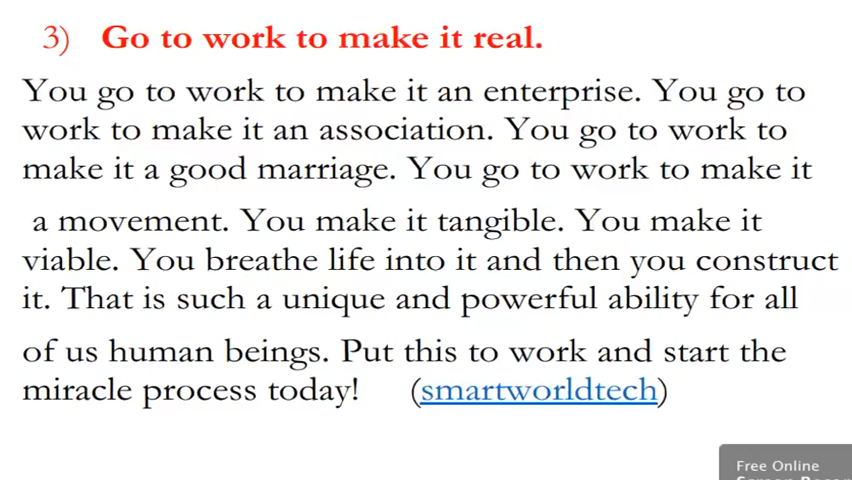 3) Go to work to make it real.
You go to work to make it an enterprise. You go to
work to make it an association. You go to work to
make it a good marriage. You go to work to make it
a movement. You make it tangible. You make it
viable. You breathe life into it and then you construct
it. That is such a unique and powerful ability for all
of us human beings. Put this to work and start the
miracle process today! (smartworldtech)
Free Online